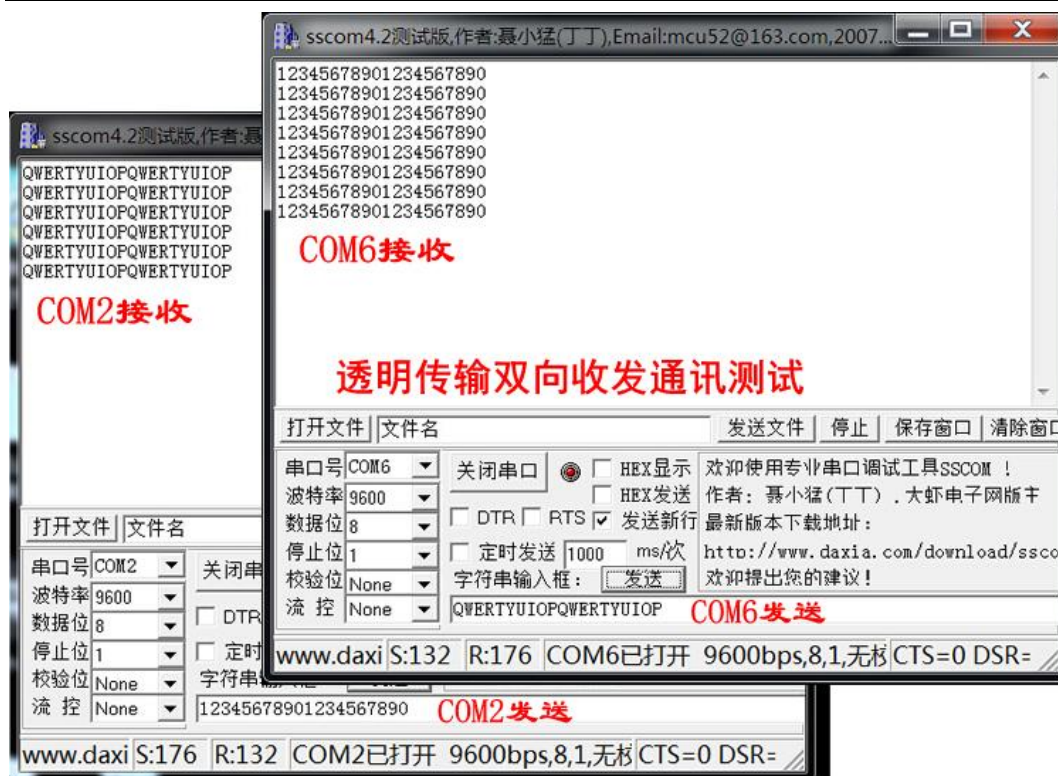 sscom4.2测试版,作者:聂小猛(丁丁),Email:mcu52@163.com,2007...
12345678901234567890
12345678901234567890
12345678901234567890
12345678901234567890
12345678901234567890
12345678901234567890
12345678901234567890
12345678901234567890
COM6接收
透明传输双向收发通讯测试
打开文件 文件名 发送文件 停止 保存窗口 清除窗口
串口号 COM6 关闭串口 HEX显示 欢迎使用专业串口调试工具SSCOM !
波特率 9600 HEX发送 作者: 聂小猛(丁丁) .大虾电子网版主
数据位 8 DTR RTS 发送新行 最新版本下载地址:
停止位 1 定时发送 1000 ms/次 http://www.daxia.com/download/ssco
校验位 None 字符串输入框: 发送 欢迎提出您的建议!
流 控 None QWERTYUIOPQWERTYUIOP COM6发送
www.daxi S:132 R:176 COM6已打开 9600bps,8,1,无校 CTS=0 DSR=
sscom4.2测试版,作者:聂
QWERTYUIOPQWERTYUIOP
QWERTYUIOPQWERTYUIOP
QWERTYUIOPQWERTYUIOP
QWERTYUIOPQWERTYUIOP
QWERTYUIOPQWERTYUIOP
QWERTYUIOPQWERTYUIOP
COM2接收
打开文件 文件名
串口号 COM2 关闭串
波特率 9600
数据位 8 DTR
停止位 1 定时
校验位 None 字符串
流 控 None 12345678901234567890 COM2发送
www.daxi S:176 R:132 COM2已打开 9600bps,8,1,无校 CTS=0 DSR=